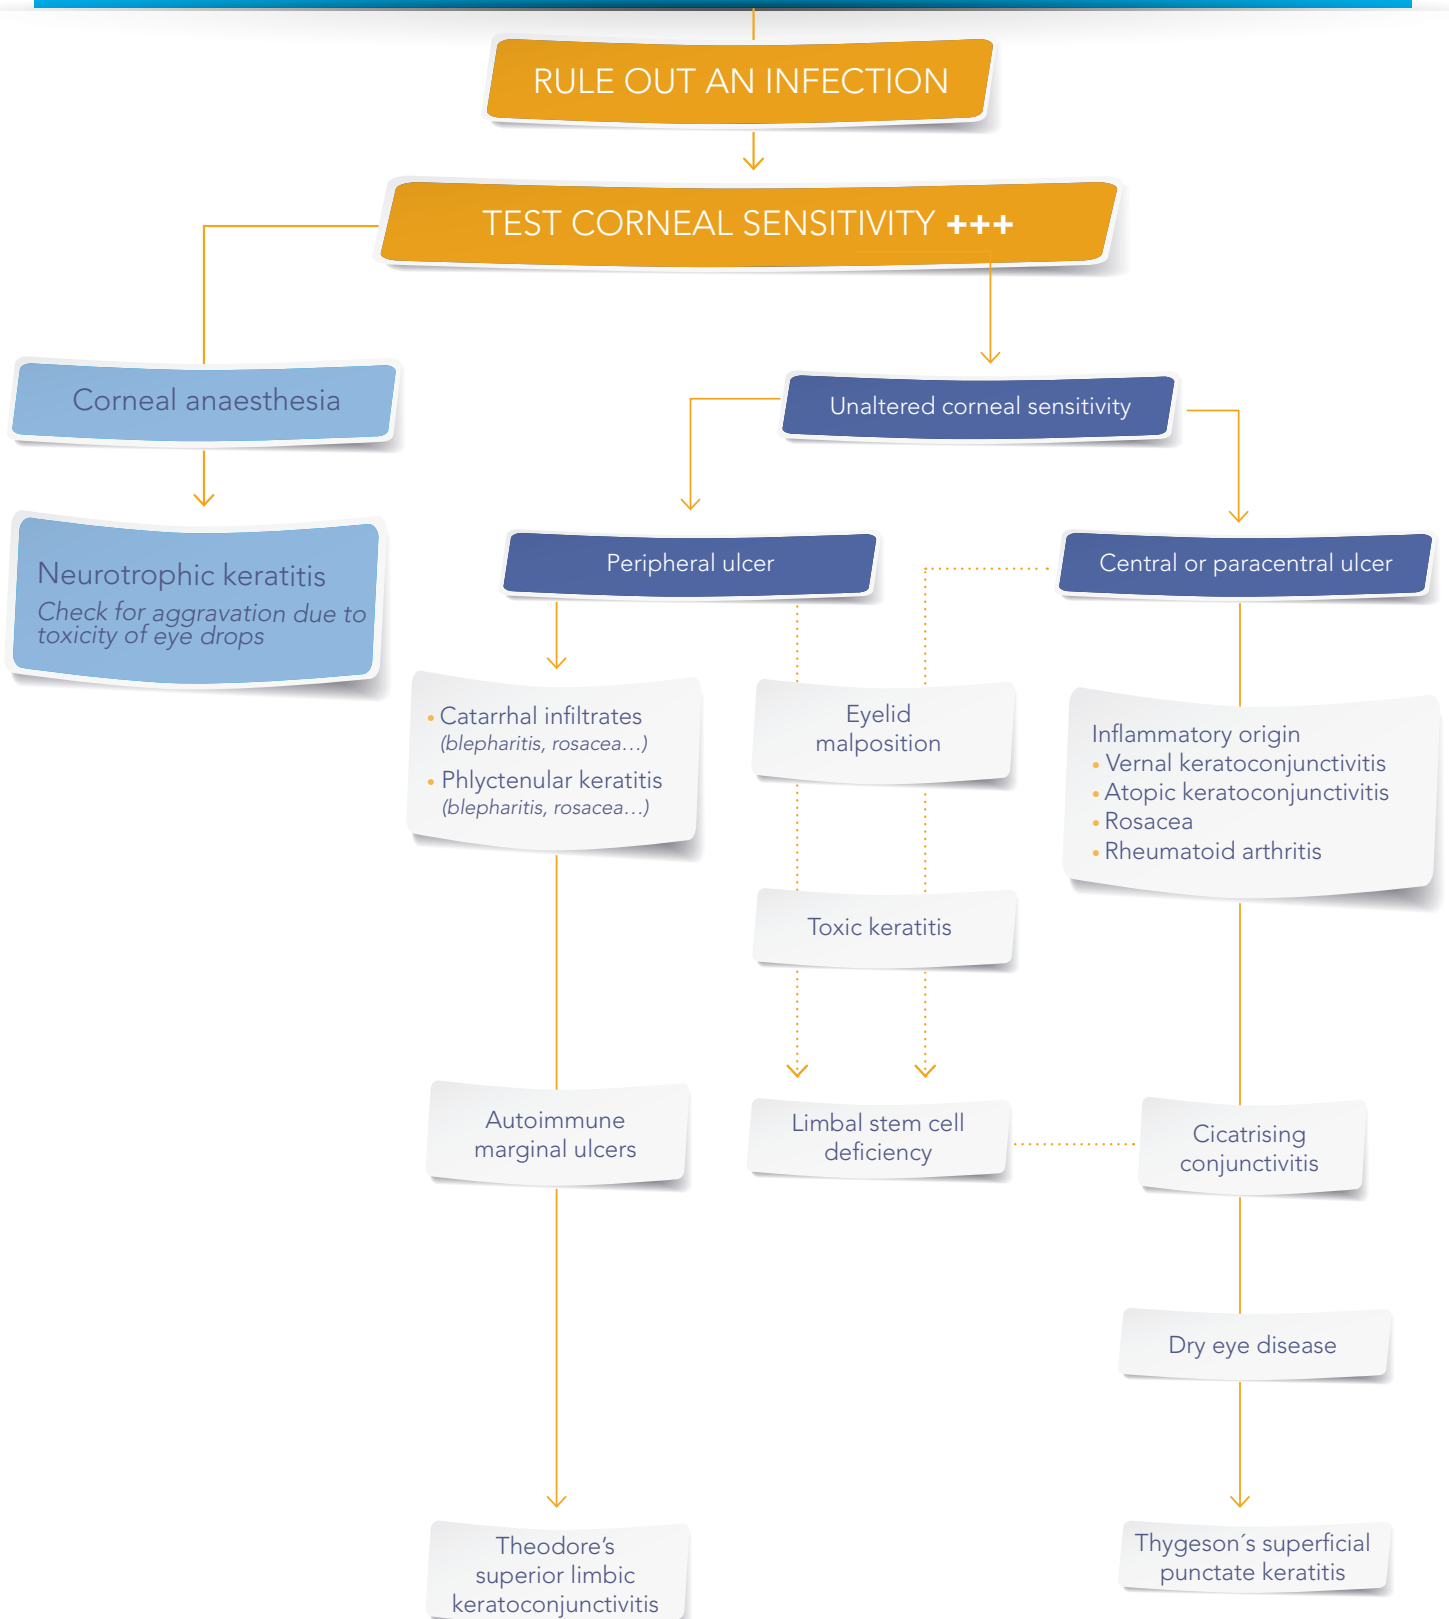 RULE OUT AN INFECTION
TEST CORNEAL SENSITIVITY +++
Corneal anaesthesia
Unaltered corneal sensitivity
Neurotrophic keratitis
Check for aggravation due to
toxicity of eye drops
Peripheral ulcer
Central or paracentral ulcer
• Catarrhal infiltrates
(blepharitis, rosacea...)
• Phlyctenular keratitis
(blepharitis, rosacea...)
Eyelid
malposition
Inflammatory origin
• Vernal keratoconjunctivitis
• Atopic keratoconjunctivitis
• Rosacea
• Rheumatoid arthritis
Toxic keratitis
Autoimmune
marginal ulcers
Limbal stem cell
deficiency
Cicatrising
conjunctivitis
Dry eye disease
Theodore’s
superior limbic
keratoconjunctivitis
Thygeson´s superficial
punctate keratitis